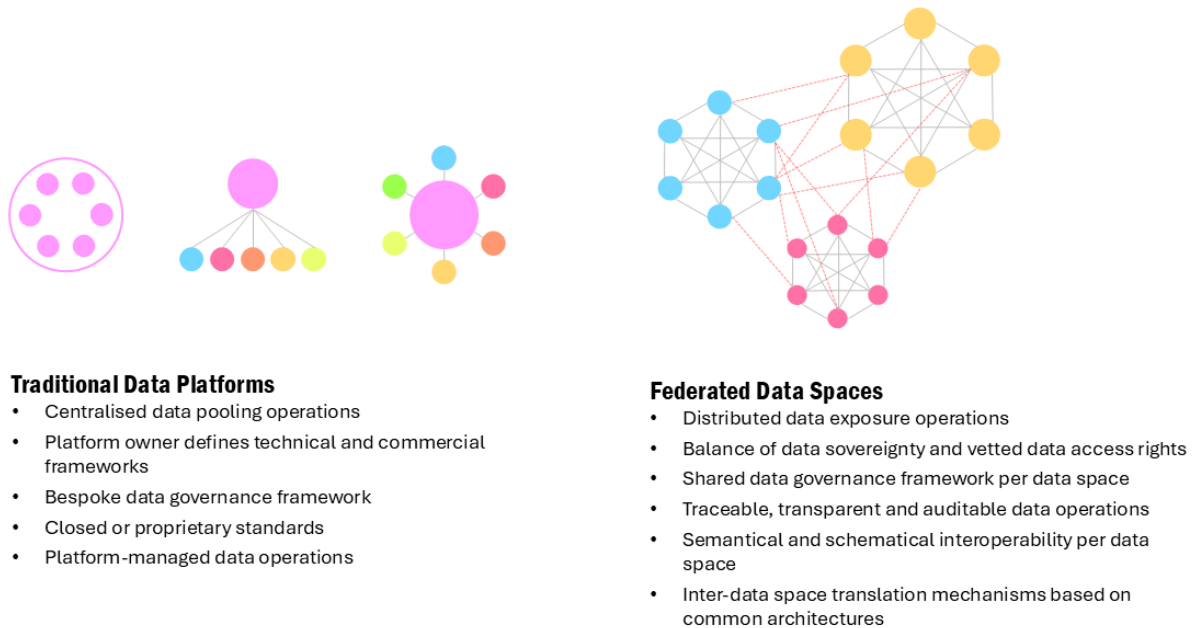 Traditional Data Platforms
• Centralised data pooling operations
• Platform owner defines technical and commercial
frameworks
• Bespoke data governance framework
• Closed or proprietary standards
• Platform-managed data operations
Federated Data Spaces
• Distributed data exposure operations
• Balance of data sovereignty and vetted data access rights
• Shared data governance framework per data space
• Traceable, transparent and auditable data operations
• Semantical and schematical interoperability per data
space
• Inter-data space translation mechanisms based on
common architectures